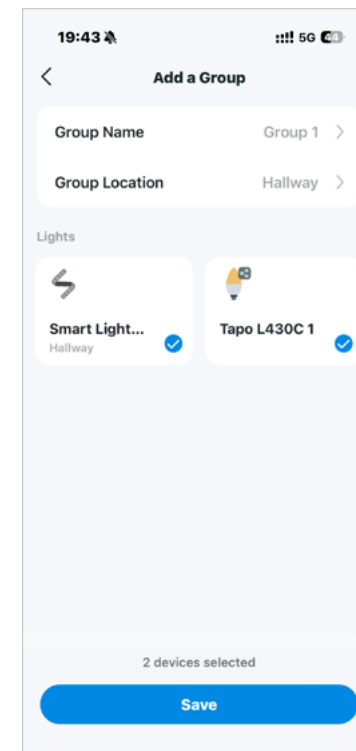 19:43 5G 44
Add a Group
Group Name Group 1
Group Location Hallway
Lights
Smart Light... Tapo L430C 1
Hallway
2 devices selected
Save